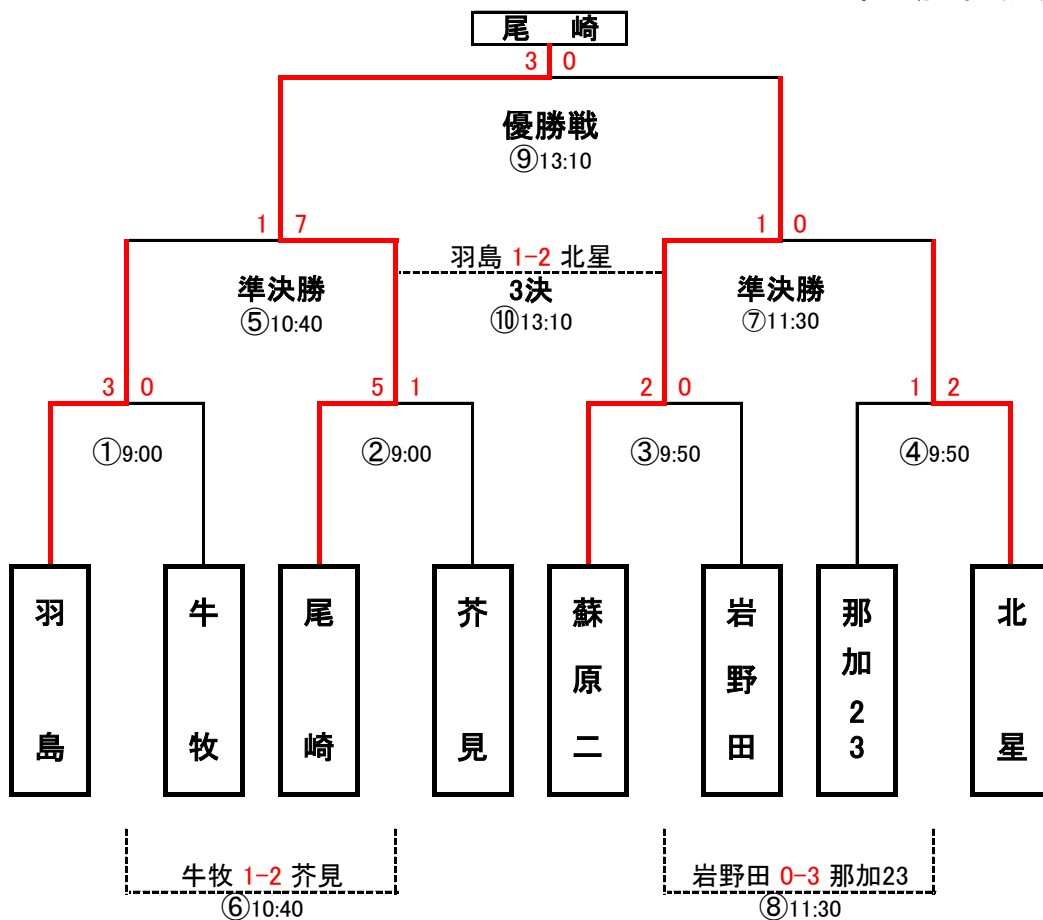 尾 崎
3 0
優勝戦
⑨13:10
1 7
1 0
羽島 1-2 北星
準決勝
⑤10:40
3決
⑩13:10
準決勝
⑦11:30
3 0
5 1
2 0
1 2
①9:00
②9:00
③9:50
④9:50
羽島
牛牧
尾崎
芥見
蘇原二
岩野田
那加23
北星
牛牧 1-2 芥見
⑥10:40
岩野田 0-3 那加23
⑧11:30